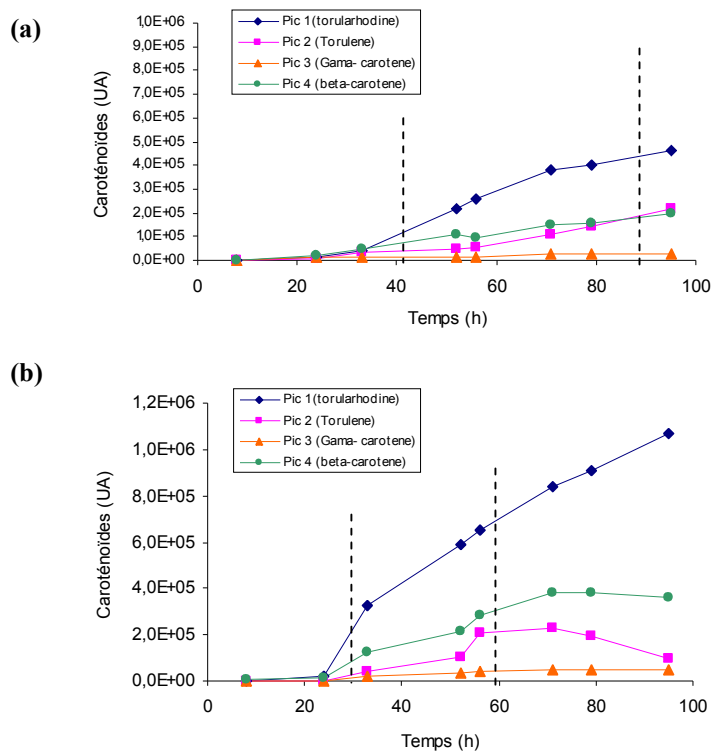 (a)
Caroténoïdes (UA)
1,0E+06
9,0E+05
8,0E+05
7,0E+05
6,0E+05
5,0E+05
4,0E+05
3,0E+05
2,0E+05
1,0E+05
0,0E+00
Pic 1(torularhodine)
Pic 2 (Torulene)
Pic 3 (Gama- carotene)
Pic 4 (beta-carotene)
0 20 40 60 80 100
Temps (h)
(b)
Caroténoïdes (UA)
1,2E+06
1,0E+06
8,0E+05
6,0E+05
4,0E+05
2,0E+05
0,0E+00
Pic 1(torularhodine)
Pic 2 (Torulene)
Pic 3 (Gama- carotene)
Pic 4 (beta-carotene)
0 20 40 60 80 100
Temps (h)